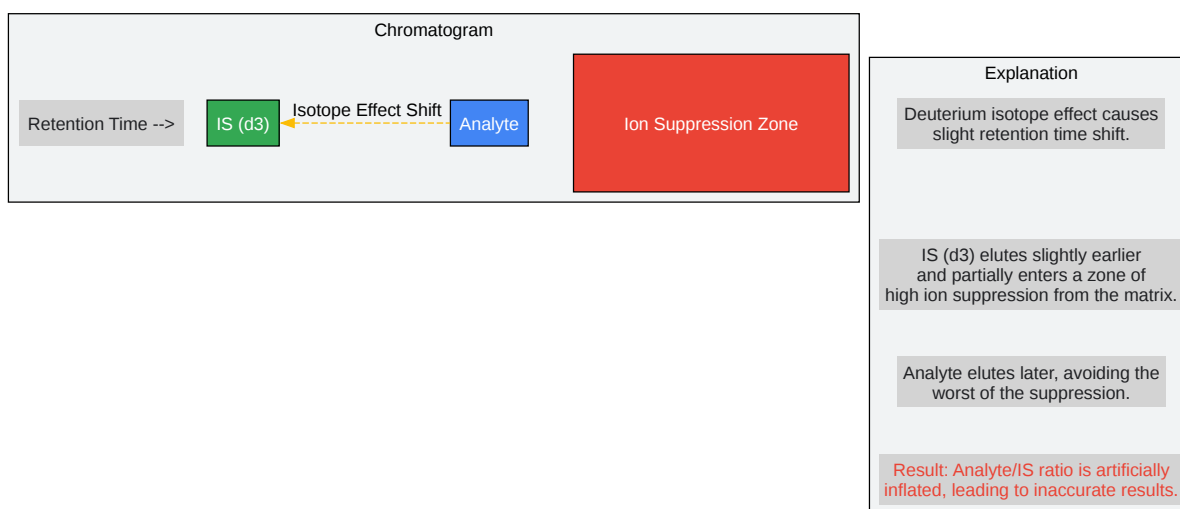 Chromatogram
Retention Time -->
IS (d3)
Isotope Effect Shift
Analyte
Ion Suppression Zone
Explanation
Deuterium isotope effect causes
slight retention time shift.
IS (d3) elutes slightly earlier
and partially enters a zone of
high ion suppression from the matrix.
Analyte elutes later, avoiding the
worst of the suppression.
Result: Analyte/IS ratio is artificially
inflated, leading to inaccurate results.